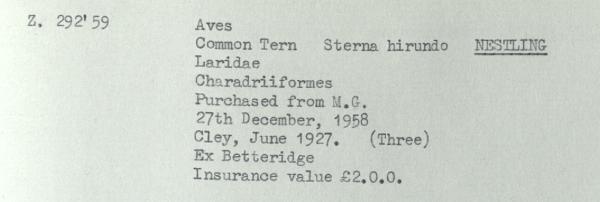 Z. 292'59 Aves
Common Tern Sterna hirundo NESTLING
Laridae
Charadriiformes
Purchased from M.G.
27th December, 1958
Cley, June 1927. (Three)
Ex Betteridge
Insurance value £2.0.0.